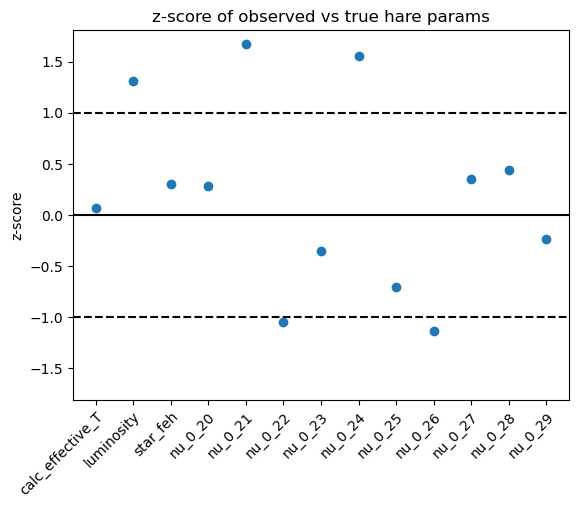 z-score of observed vs true hare params
z-score
1.5
1.0
0.5
0.0
−0.5
−1.0
−1.5
calc_effective_T
luminosity
star_feh
nu_0_20
nu_0_21
nu_0_22
nu_0_23
nu_0_24
nu_0_25
nu_0_26
nu_0_27
nu_0_28
nu_0_29